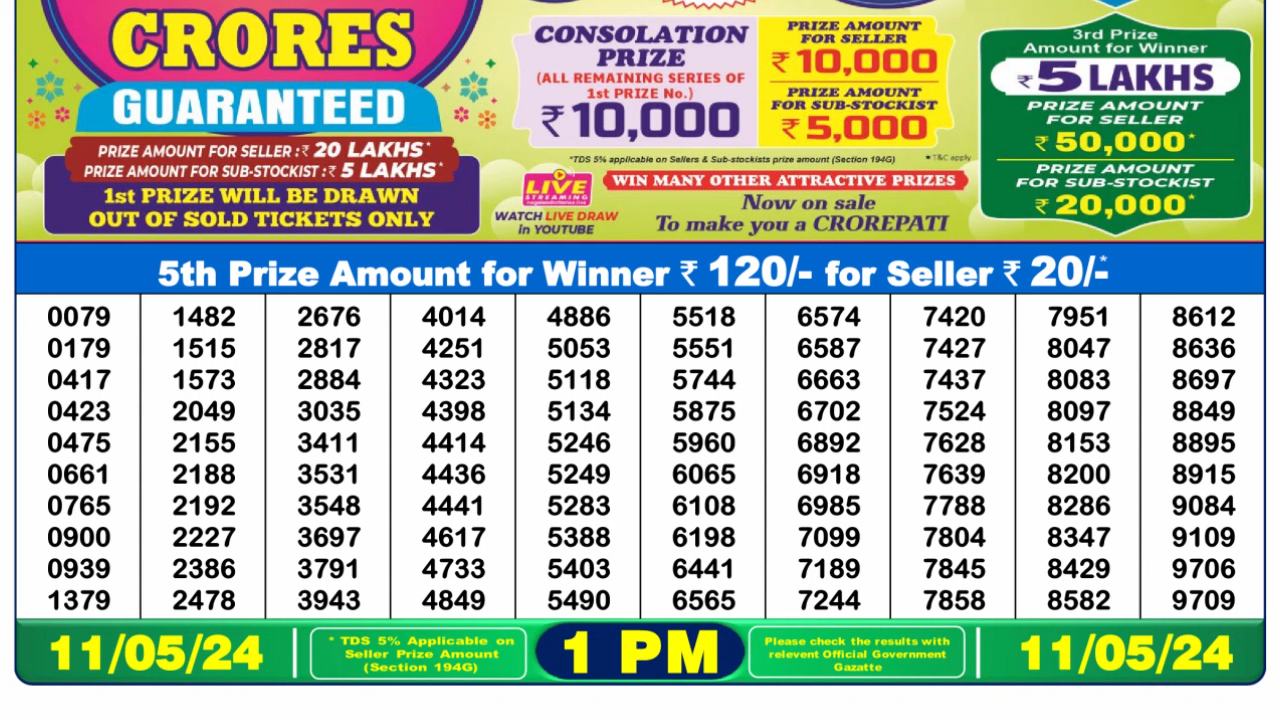 CRORES
GUARANTEED
PRIZE AMOUNT FOR SELLER :₹ 20 LAKHS*
PRIZE AMOUNT FOR SUB-STOCKIST :₹ 5 LAKHS*
1st PRIZE WILL BE DRAWN
OUT OF SOLD TICKETS ONLY
CONSOLATION
PRIZE
(ALL REMAINING SERIES OF
1st PRIZE No.)
₹ 10,000
PRIZE AMOUNT
FOR SELLER
₹ 10,000
PRIZE AMOUNT
FOR SUB-STOCKIST
₹ 5,000
*TDS 5% applicable on Sellers & Sub-stockists prize amount (Section 194G)
* T&C apply
LIVE
STREAMING
WATCH LIVE DRAW
in YOUTUBE
WIN MANY OTHER ATTRACTIVE PRIZES
Now on sale
To make you a CROREPATI
3rd Prize
Amount for Winner
₹ 5 LAKHS
PRIZE AMOUNT
FOR SELLER
₹ 50,000*
PRIZE AMOUNT
FOR SUB-STOCKIST
₹ 20,000*
5th Prize Amount for Winner ₹ 120/- for Seller ₹ 20/-*
0079 1482 2676 4014 4886 5518 6574 7420 7951 8612
0179 1515 2817 4251 5053 5551 6587 7427 8047 8636
0417 1573 2884 4323 5118 5744 6663 7437 8083 8697
0423 2049 3035 4398 5134 5875 6702 7524 8097 8849
0475 2155 3411 4414 5246 5960 6892 7628 8153 8895
0661 2188 3531 4436 5249 6065 6918 7639 8200 8915
0765 2192 3548 4441 5283 6108 6985 7788 8286 9084
0900 2227 3697 4617 5388 6198 7099 7804 8347 9109
0939 2386 3791 4733 5403 6441 7189 7845 8429 9706
1379 2478 3943 4849 5490 6565 7244 7858 8582 9709
11/05/24
* TDS 5% Applicable on
Seller Prize Amount
(Section 194G)
1 PM
Please check the results with
relevent Official Government
Gazatte
11/05/24